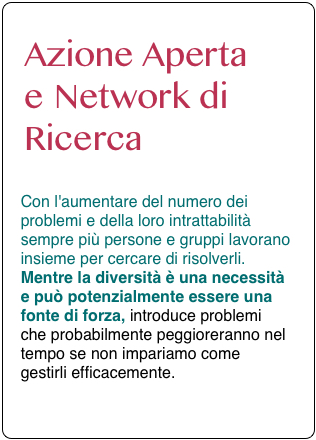 Azione Aperta
e Network di
Ricerca
Con l'aumentare del numero dei
problemi e della loro intrattabilità
sempre più persone e gruppi lavorano
insieme per cercare di risolverli.
Mentre la diversità è una necessità
e può potenzialmente essere una
fonte di forza, introduce problemi
che probabilmente peggioreranno nel
tempo se non impariamo come
gestirli efficacemente.